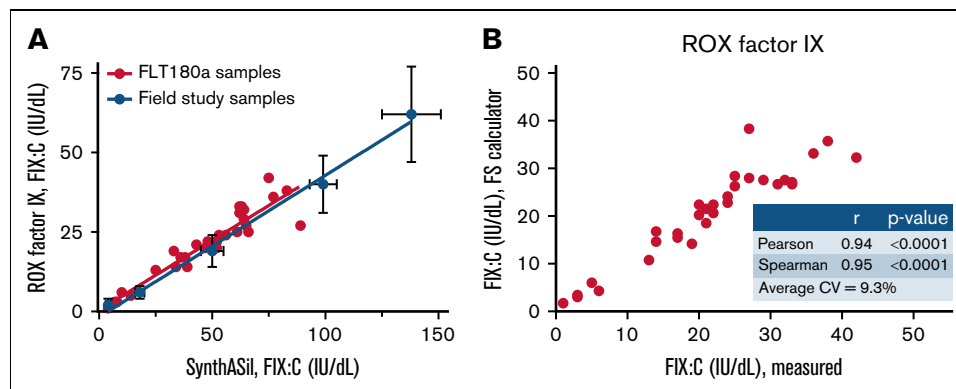 A
ROX factor IX, FIX:C (IU/dL)
75
50
25
0
0
50
100
150
SynthASil, FIX:C (IU/dL)
FLT180a samples
Field study samples
B
ROX factor IX
FIX:C (IU/dL), FS calculator
50
40
30
20
10
0
0
10
20
30
40
50
FIX:C (IU/dL), measured
r p-value
Pearson 0.94 <0.0001
Spearman 0.95 <0.0001
Average CV = 9.3%